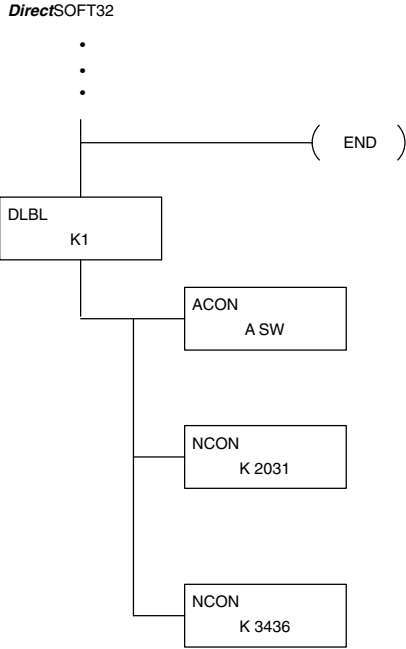 DirectSOFT32
END
DLBL
K1
ACON
A SW
NCON
K 2031
NCON
K 3436